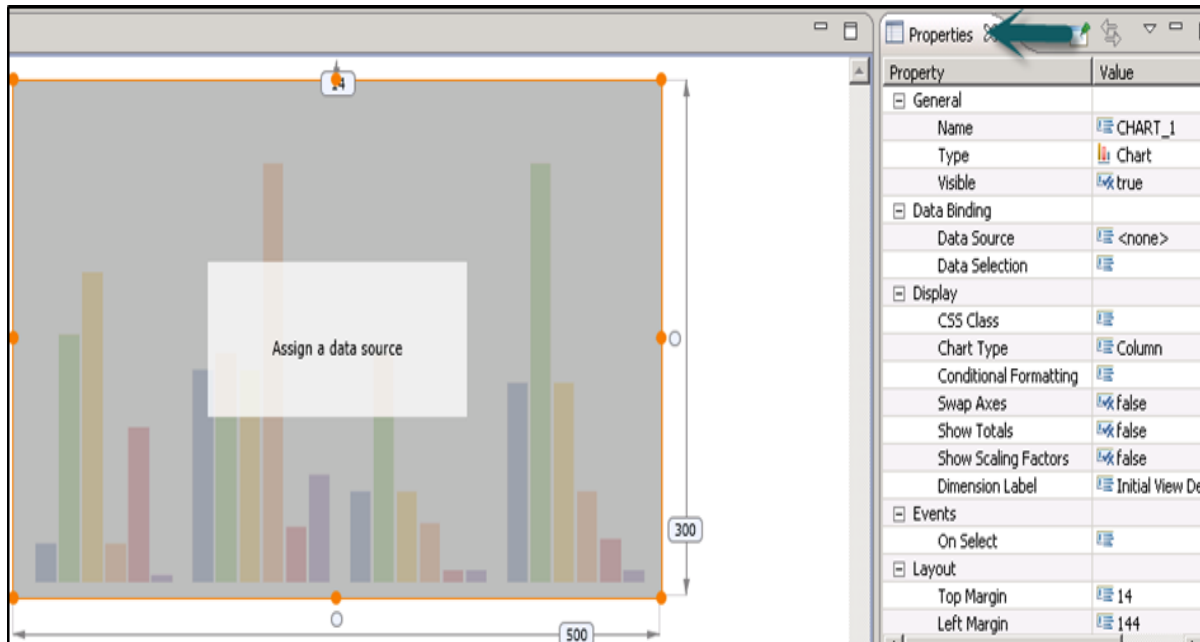 14
Assign a data source
300
500
Properties
Property Value
General
Name CHART_1
Type Chart
Visible true
Data Binding
Data Source <none>
Data Selection
Display
CSS Class
Chart Type Column
Conditional Formatting
Swap Axes false
Show Totals false
Show Scaling Factors false
Dimension Label Initial View De
Events
On Select
Layout
Top Margin 14
Left Margin 144